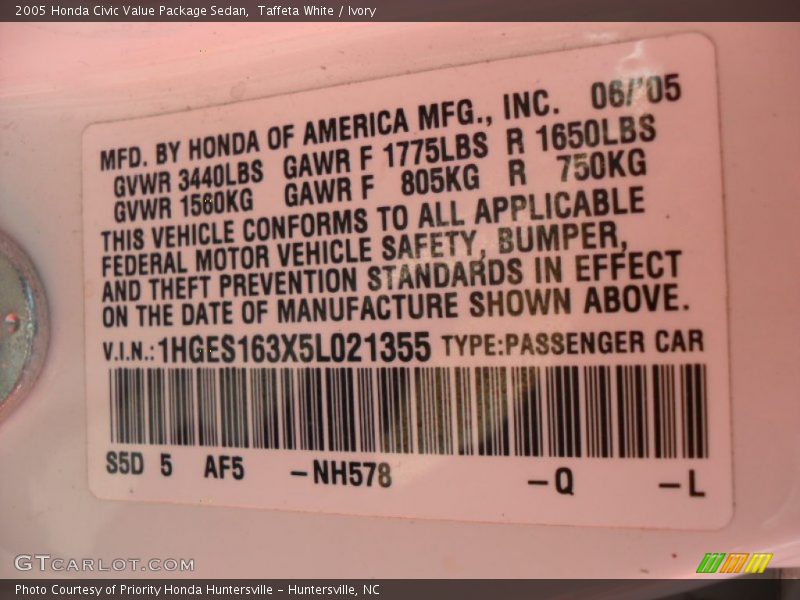 2005 Honda Civic Value Package Sedan, Taffeta White / Ivory
MFD. BY HONDA OF AMERICA MFG., INC. 06/'05
GVWR 3440LBS GAWR F 1775LBS R 1650LBS
GVWR 1560KG GAWR F 805KG R 750KG
THIS VEHICLE CONFORMS TO ALL APPLICABLE
FEDERAL MOTOR VEHICLE SAFETY, BUMPER,
AND THEFT PREVENTION STANDARDS IN EFFECT
ON THE DATE OF MANUFACTURE SHOWN ABOVE.
V.I.N.: 1HGES163X5L021355 TYPE:PASSENGER CAR
S5D 5 AF5 -NH578 -Q -L
GTCARLOT.COM
Photo Courtesy of Priority Honda Huntersville - Huntersville, NC